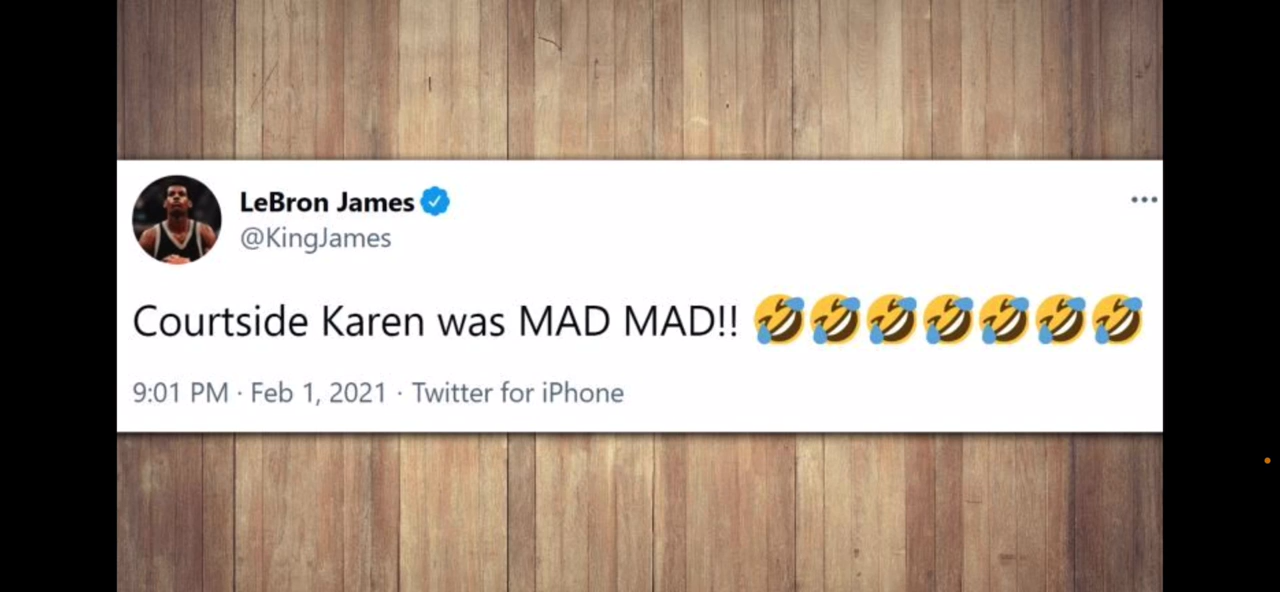 LeBron James
@KingJames
Courtside Karen was MAD MAD!! 🤣🤣🤣🤣🤣🤣🤣
9:01 PM · Feb 1, 2021 · Twitter for iPhone